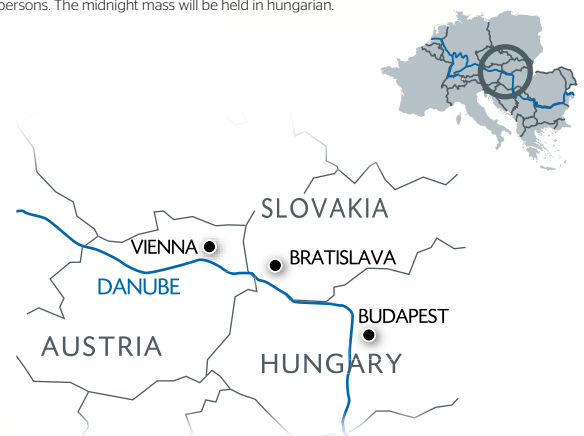 persons. The midnight mass will be held in hungarian.
SLOVAKIA
VIENNA
BRATISLAVA
DANUBE
BUDAPEST
AUSTRIA
HUNGARY